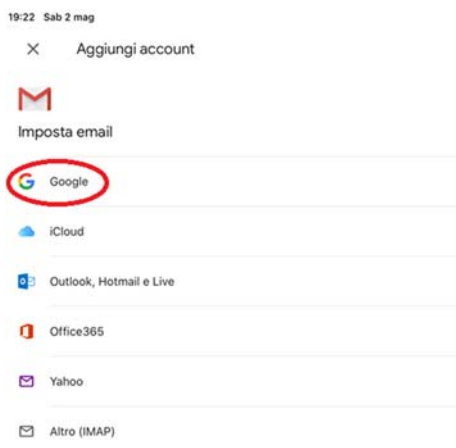 19:22 Sab 2 mag
Aggiungi account
Imposta email
Google
iCloud
Outlook, Hotmail e Live
Office365
Yahoo
Altro (IMAP)